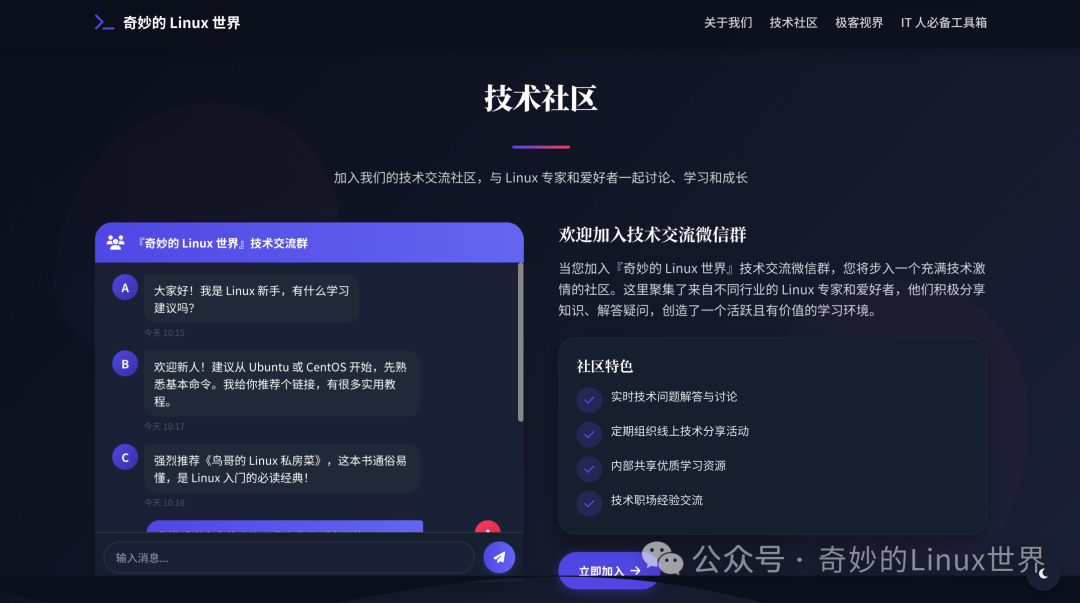 奇妙的 Linux 世界
关于我们 技术社区 极客视界 IT 人必备工具箱
技术社区
加入我们的技术交流社区，与 Linux 专家和爱好者一起讨论、学习和成长
『奇妙的 Linux 世界』技术交流群
A
大家好！我是 Linux 新手，有什么学习
建议吗？
今天 10:15
B
欢迎新人！建议从 Ubuntu 或 CentOS 开始，先熟
悉基本命令。我给你推荐个链接，有很多实用教
程。
今天 10:17
C
强烈推荐《鸟哥的 Linux 私房菜》，这本书通俗易
懂，是 Linux 入门的必读经典！
今天 10:18
输入消息...
欢迎加入技术交流微信群
当您加入『奇妙的 Linux 世界』技术交流微信群，您将步入一个充满技术激
情的社区。这里聚集了来自不同行业的 Linux 专家和爱好者，他们积极分享
知识、解答疑问，创造了一个活跃且有价值的学习环境。
社区特色
实时技术问题解答与讨论
定期组织线上技术分享活动
内部共享优质学习资源
技术职场经验交流
立即加入 →
公众号 · 奇妙的Linux世界